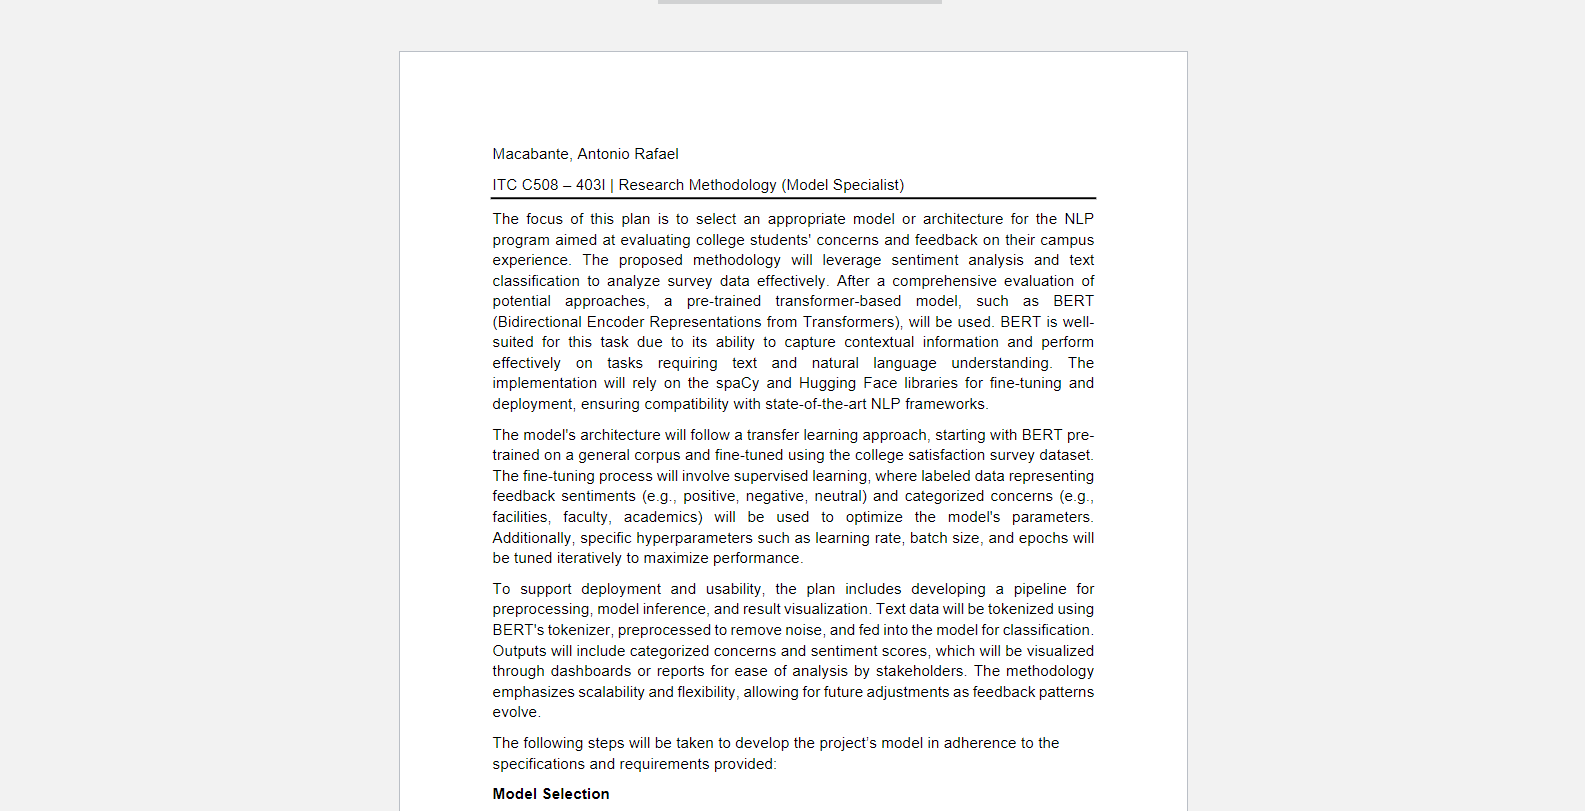 Macabante, Antonio Rafael
ITC C508 – 403I | Research Methodology (Model Specialist)
The focus of this plan is to select an appropriate model or architecture for the NLP
program aimed at evaluating college students' concerns and feedback on their campus
experience. The proposed methodology will leverage sentiment analysis and text
classification to analyze survey data effectively. After a comprehensive evaluation of
potential approaches, a pre-trained transformer-based model, such as BERT
(Bidirectional Encoder Representations from Transformers), will be used. BERT is well-
suited for this task due to its ability to capture contextual information and perform
effectively on tasks requiring text and natural language understanding. The
implementation will rely on the spaCy and Hugging Face libraries for fine-tuning and
deployment, ensuring compatibility with state-of-the-art NLP frameworks.
The model's architecture will follow a transfer learning approach, starting with BERT pre-
trained on a general corpus and fine-tuned using the college satisfaction survey dataset.
The fine-tuning process will involve supervised learning, where labeled data representing
feedback sentiments (e.g., positive, negative, neutral) and categorized concerns (e.g.,
facilities, faculty, academics) will be used to optimize the model's parameters.
Additionally, specific hyperparameters such as learning rate, batch size, and epochs will
be tuned iteratively to maximize performance.
To support deployment and usability, the plan includes developing a pipeline for
preprocessing, model inference, and result visualization. Text data will be tokenized using
BERT's tokenizer, preprocessed to remove noise, and fed into the model for classification.
Outputs will include categorized concerns and sentiment scores, which will be visualized
through dashboards or reports for ease of analysis by stakeholders. The methodology
emphasizes scalability and flexibility, allowing for future adjustments as feedback patterns
evolve.
The following steps will be taken to develop the project’s model in adherence to the
specifications and requirements provided:
Model Selection